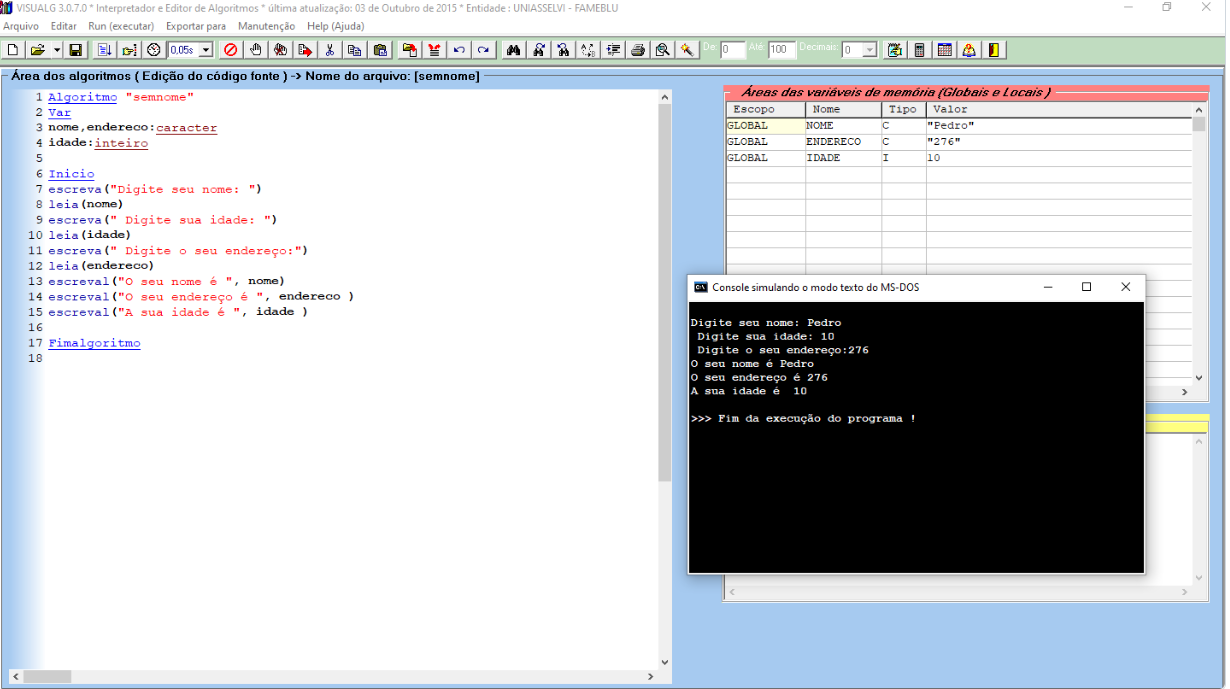 VISUALG 3.0.7.0 * Interpretador e Editor de Algoritmos * última atualização: 03 de Outubro de 2015 * Entidade : UNIASSELVI - FAMEBLU
Arquivo Editar Run (executar) Exportar para Manutenção Help (Ajuda)
0,05s De: 0 Até: 100 Decimais: 0
Área dos algoritmos ( Edição do código fonte ) -> Nome do arquivo: [semnome]
1 Algoritmo "semnome"
2 Var
3 nome,endereco:caracter
4 idade:inteiro
5
6 Inicio
7 escreva("Digite seu nome: ")
8 leia(nome)
9 escreva(" Digite sua idade: ")
10 leia(idade)
11 escreva(" Digite o seu endereço:")
12 leia(endereco)
13 escreval("O seu nome é ", nome)
14 escreval("O seu endereço é ", endereco )
15 escreval("A sua idade é ", idade )
16
17 Fimalgoritmo
18
Áreas das variáveis de memória (Globais e Locais )
Escopo Nome Tipo Valor
GLOBAL NOME C "Pedro"
GLOBAL ENDERECO C "276"
GLOBAL IDADE I 10
Console simulando o modo texto do MS-DOS
Digite seu nome: Pedro
Digite sua idade: 10
Digite o seu endereço:276
O seu nome é Pedro
O seu endereço é 276
A sua idade é  10
>>> Fim da execução do programa !